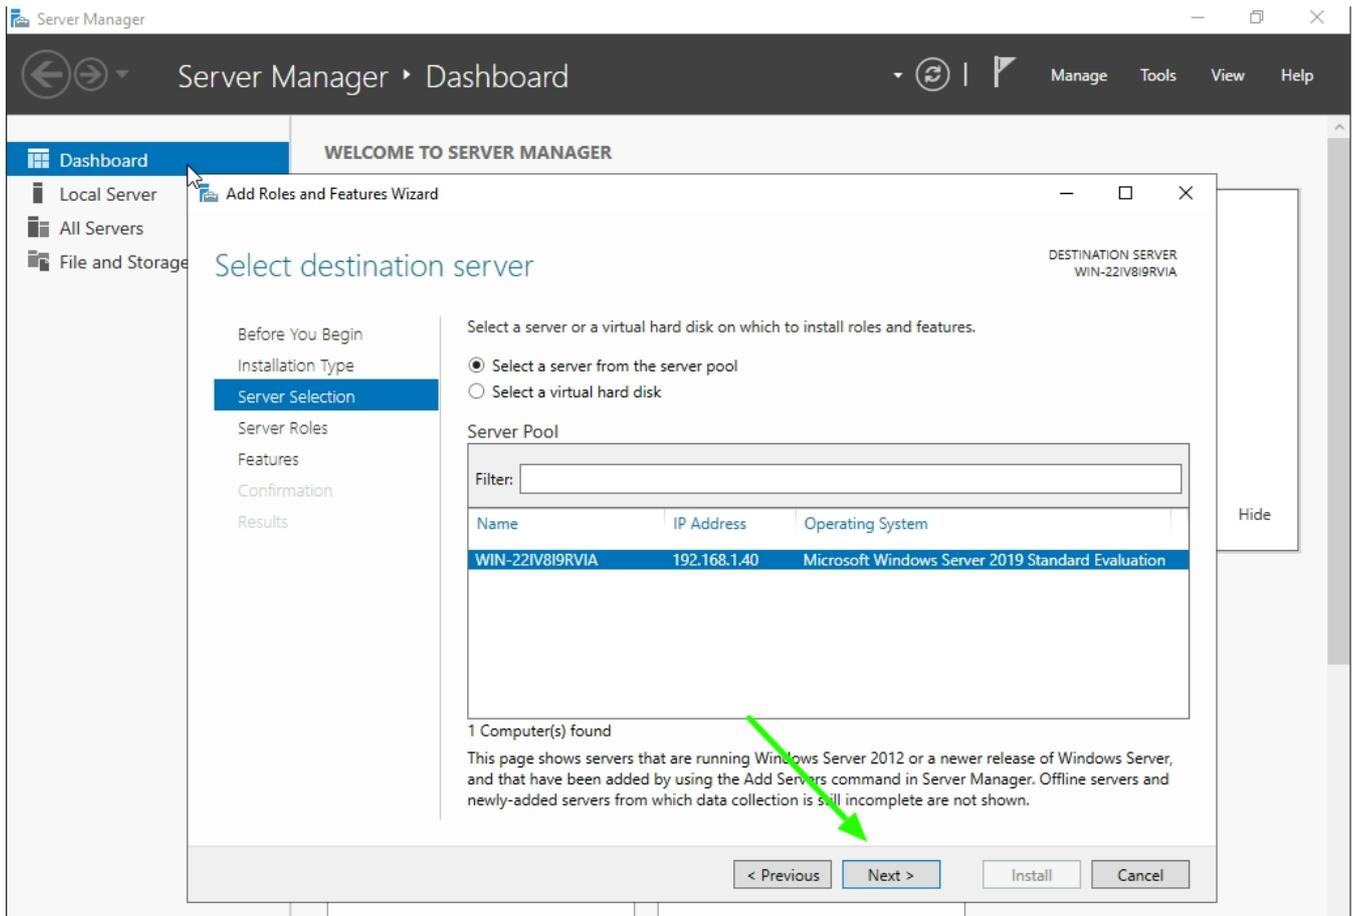 Server Manager
Server Manager ‣ Dashboard
Manage Tools View Help
Dashboard
Local Server
All Servers
File and Storage
WELCOME TO SERVER MANAGER
Hide
Add Roles and Features Wizard
Select destination server
DESTINATION SERVER
WIN-22IV8I9RVIA
Before You Begin
Installation Type
Server Selection
Server Roles
Features
Confirmation
Results
Select a server or a virtual hard disk on which to install roles and features.
Select a server from the server pool
Select a virtual hard disk
Server Pool
Filter:
Name IP Address Operating System
WIN-22IV8I9RVIA 192.168.1.40 Microsoft Windows Server 2019 Standard Evaluation
1 Computer(s) found
This page shows servers that are running Windows Server 2012 or a newer release of Windows Server,
and that have been added by using the Add Servers command in Server Manager. Offline servers and
newly-added servers from which data collection is still incomplete are not shown.
< Previous Next > Install Cancel